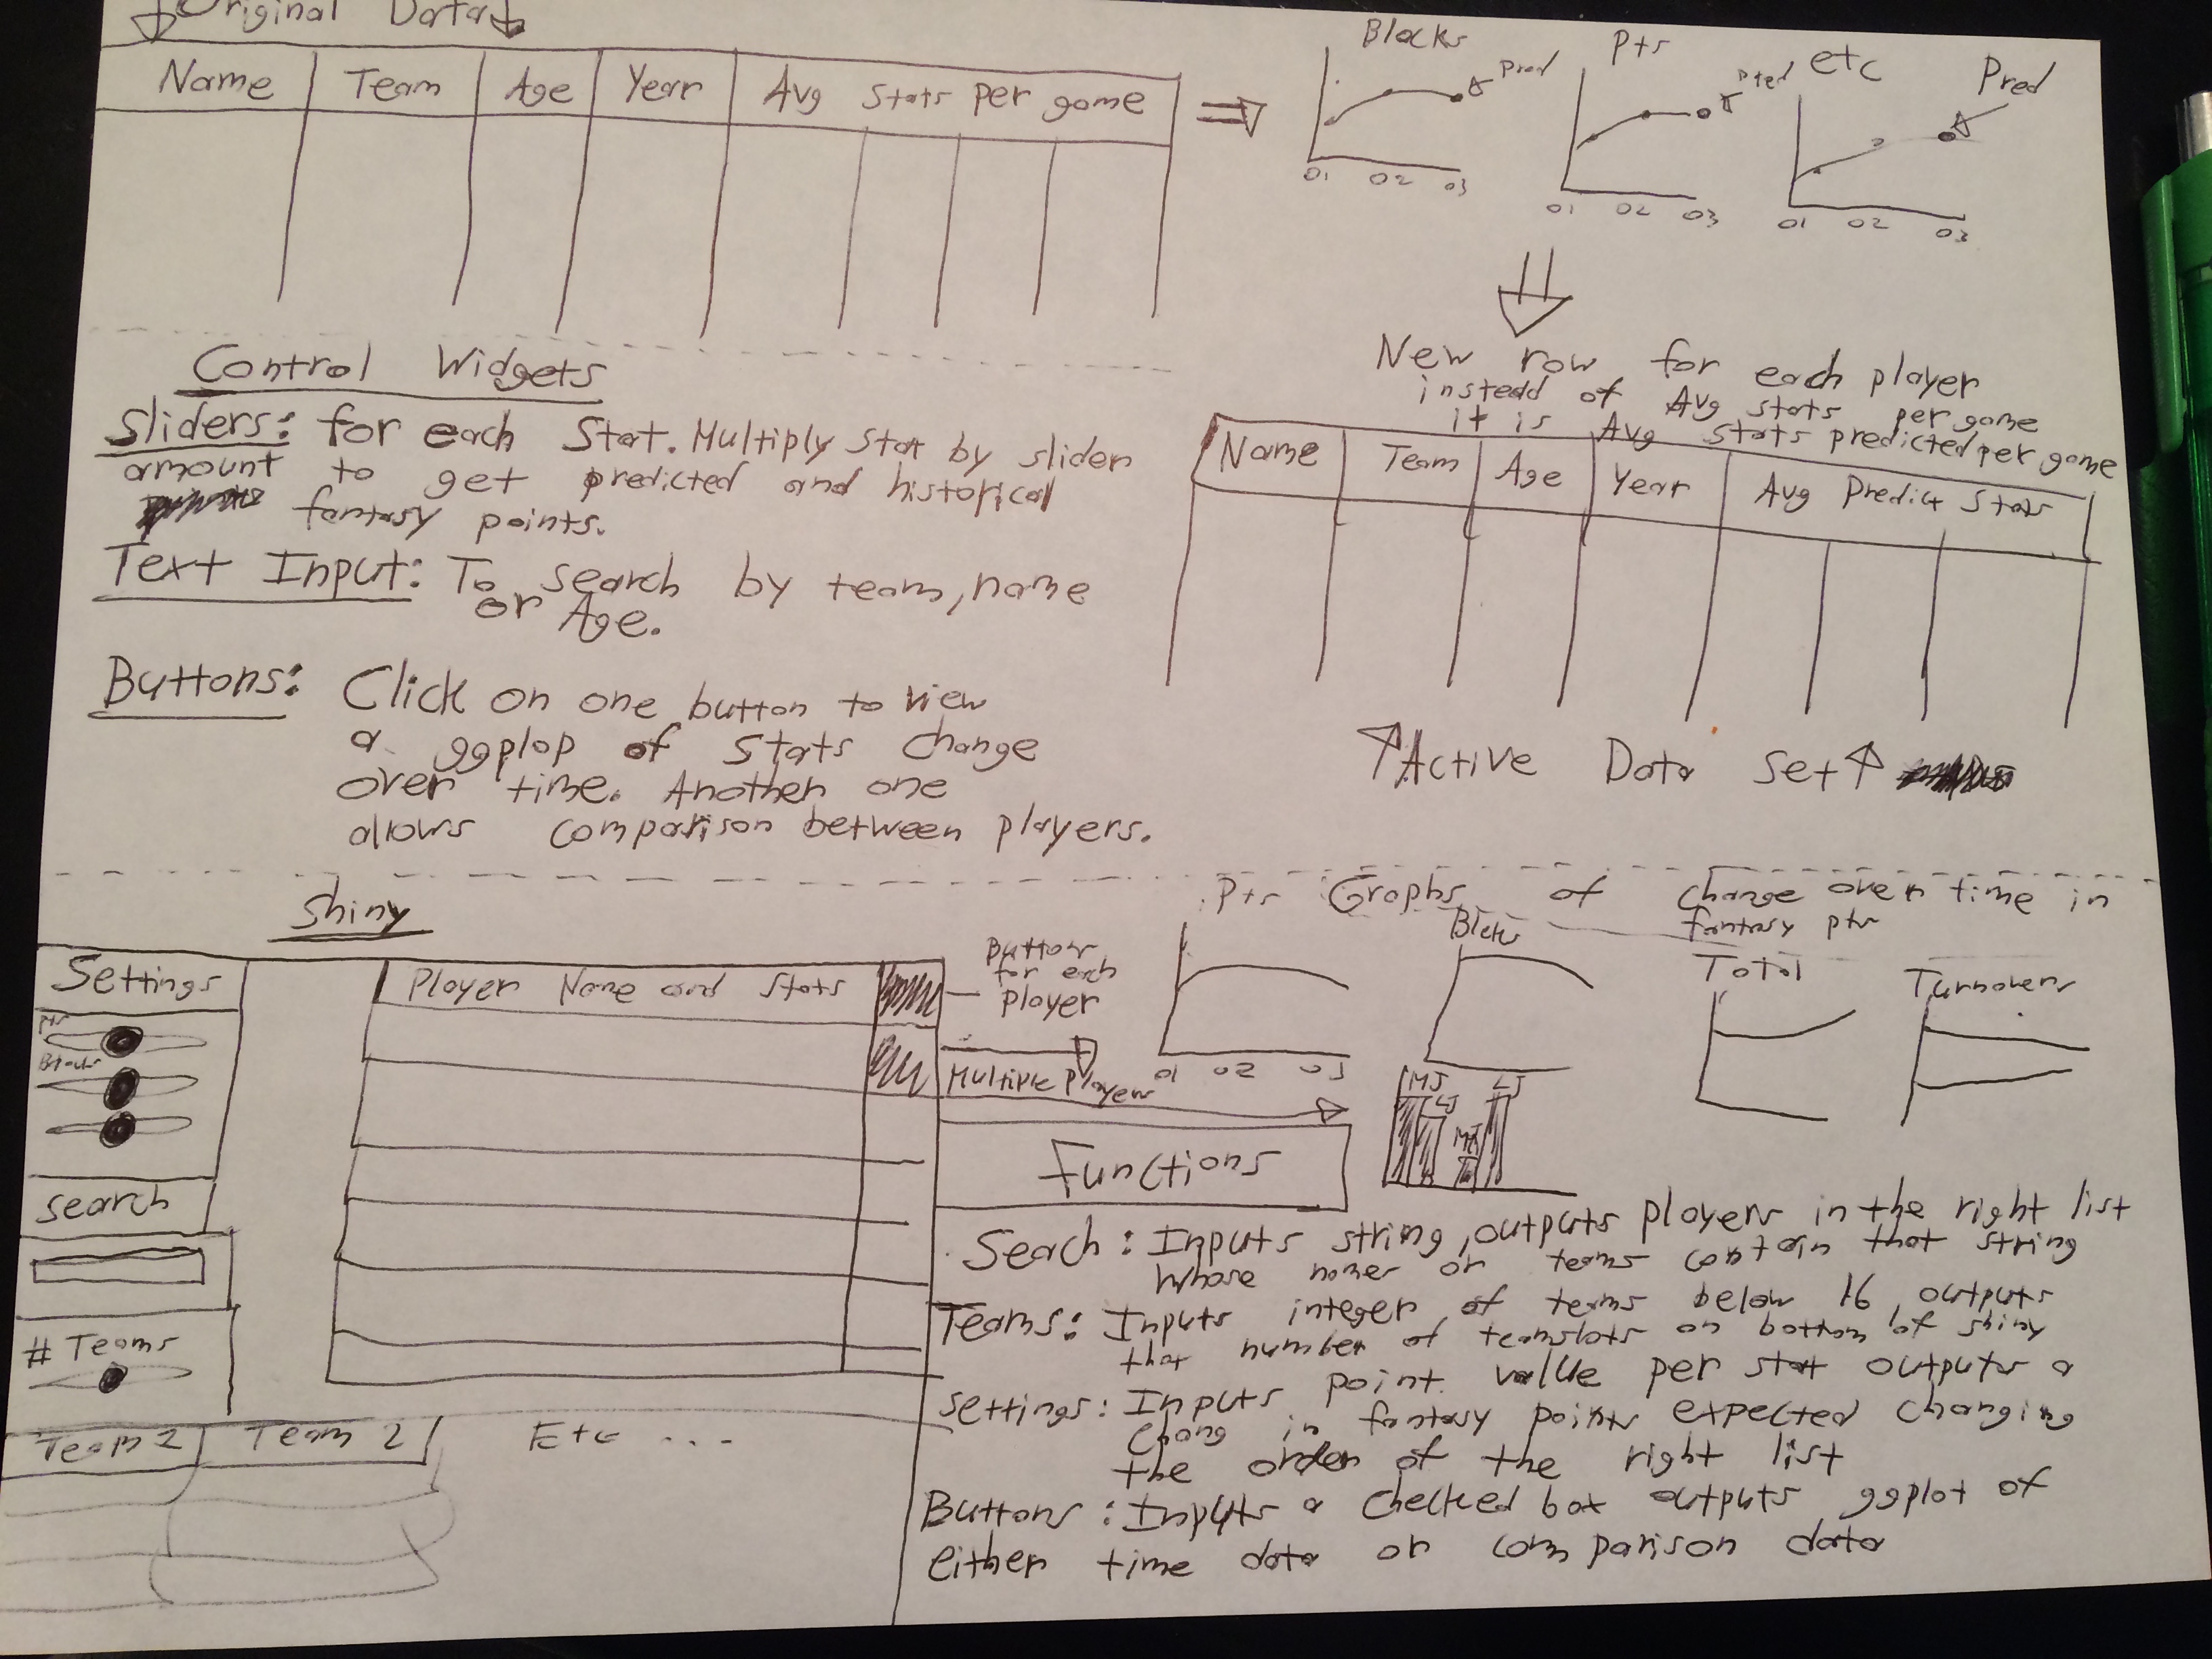 Original Data
Name Team Age Year Avg Stats per game
Blocks
Pred
01 02 03
Pts
Pred
01 02 03
etc
Pred
01 02 03
New row for each player
instedd of Avg stats per game
it is Avg stats predicted per game
Name Team Age Year Avg Predict Stats
Active Data Set
Control Widgets
Sliders: for each Stat. Multiply Stat by slider
amount to get predicted and historical
fantasy points.
Text Input: To search by team, name
or Age.
Buttons: Click on one button to view
a ggplop of stats change
over time. Another one
allows comparison between players.
Shiny
Settings
Pts
Blocks
search
# Teams
Player Name and Stats
Button
for each
player
Multiple Players
Pts Graphs of change over time in
fantasy pts
01 02 03
Blcks
Total
Turnovers
MJ LJ MJ LJ
Team 2 Team 2 Etc ...
Functions
Search: Inputs string, outputs players in the right list
whose names or teams contain that string
Teams: Inputs integer of teams below 16 outputs
that number of teamslots on bottom of shiny
settings: Inputs point value per stat outputs a
chang in fantasy points expected changing
the order of the right list
Buttons: Inputs a checked box outputs ggplot of
either time data or comparison data